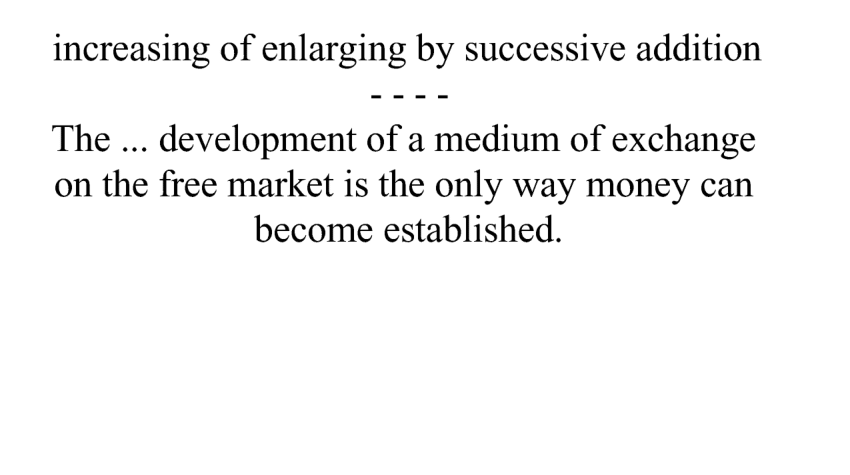 increasing of enlarging by successive addition
- - - -
The ... development of a medium of exchange
on the free market is the only way money can
become established.